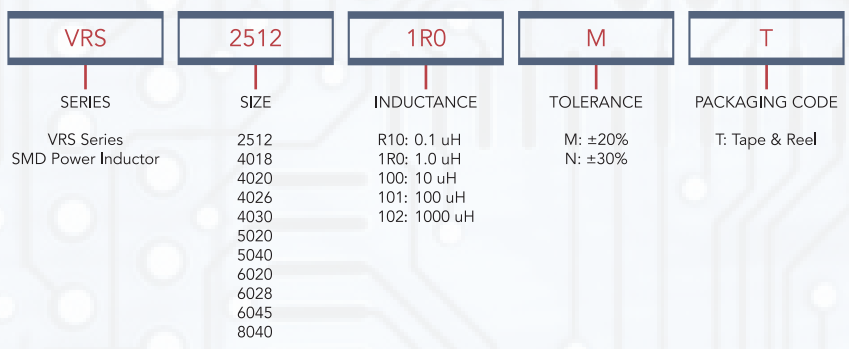 VRS 2512 1R0 M T
SERIES SIZE INDUCTANCE TOLERANCE PACKAGING CODE
VRS Series 2512 R10: 0.1 uH M: ±20% T: Tape & Reel
SMD Power Inductor 4018 1R0: 1.0 uH N: ±30%
4020 100: 10 uH
4026 101: 100 uH
4030 102: 1000 uH
5020
5040
6020
6028
6045
8040